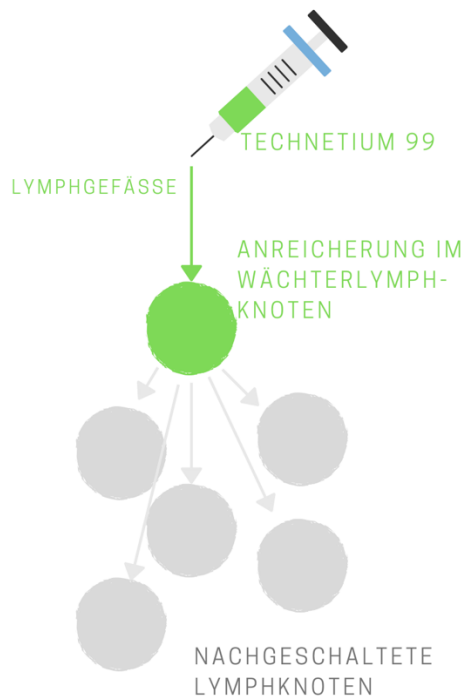 TECHNETIUM 99
LYMPHGEFÄSSE
ANREICHERUNG IM
WÄCHTERLYMPH-
KNOTEN
NACHGESCHALTETE
LYMPHKNOTEN